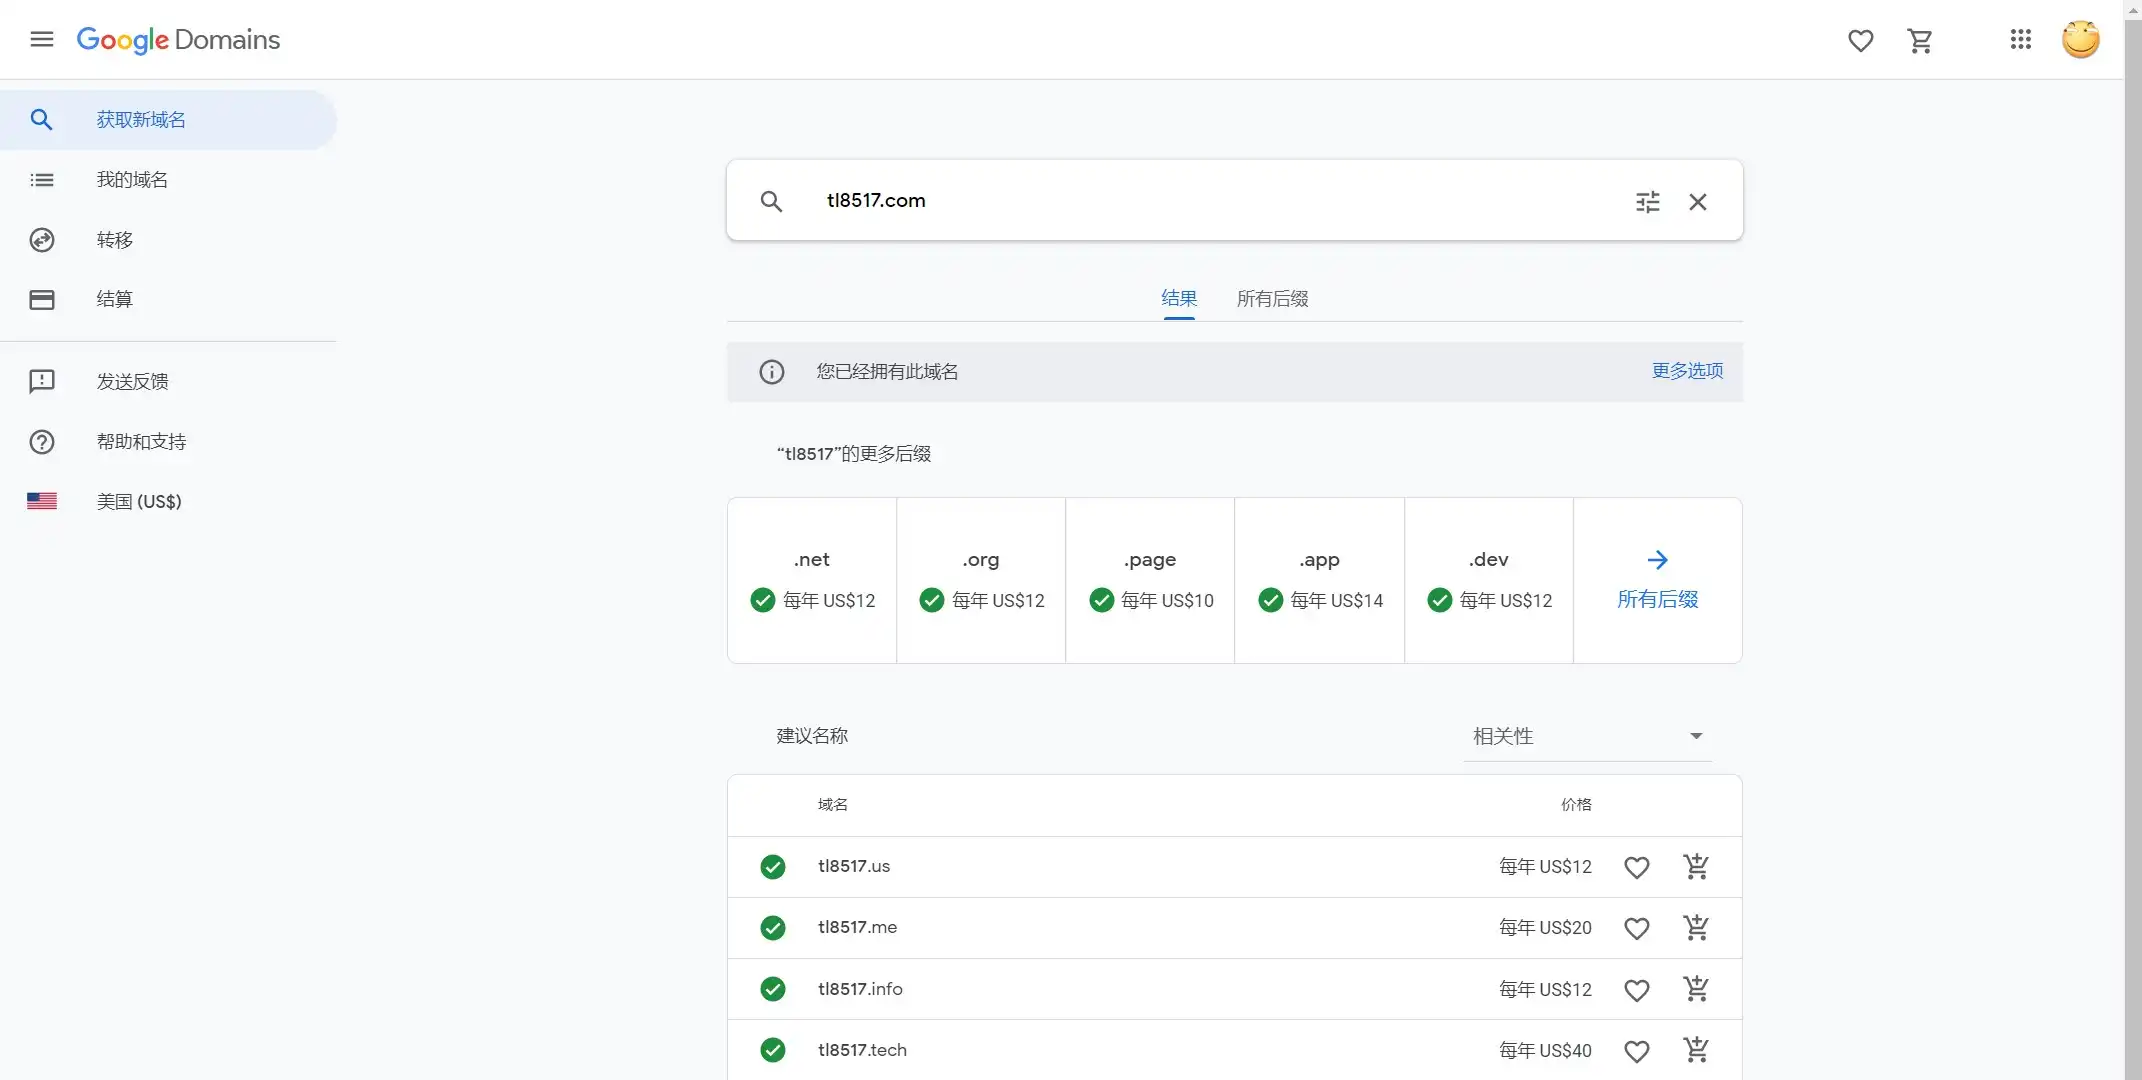 Google Domains
获取新域名
我的域名
转移
结算
发送反馈
帮助和支持
美国 (US$)
tl8517.com
结果 所有后缀
您已经拥有此域名 更多选项
“tl8517”的更多后缀
.net .org .page .app .dev
每年 US$12 每年 US$12 每年 US$10 每年 US$14 每年 US$12 所有后缀
建议名称 相关性
域名 价格
tl8517.us 每年 US$12
tl8517.me 每年 US$20
tl8517.info 每年 US$12
tl8517.tech 每年 US$40